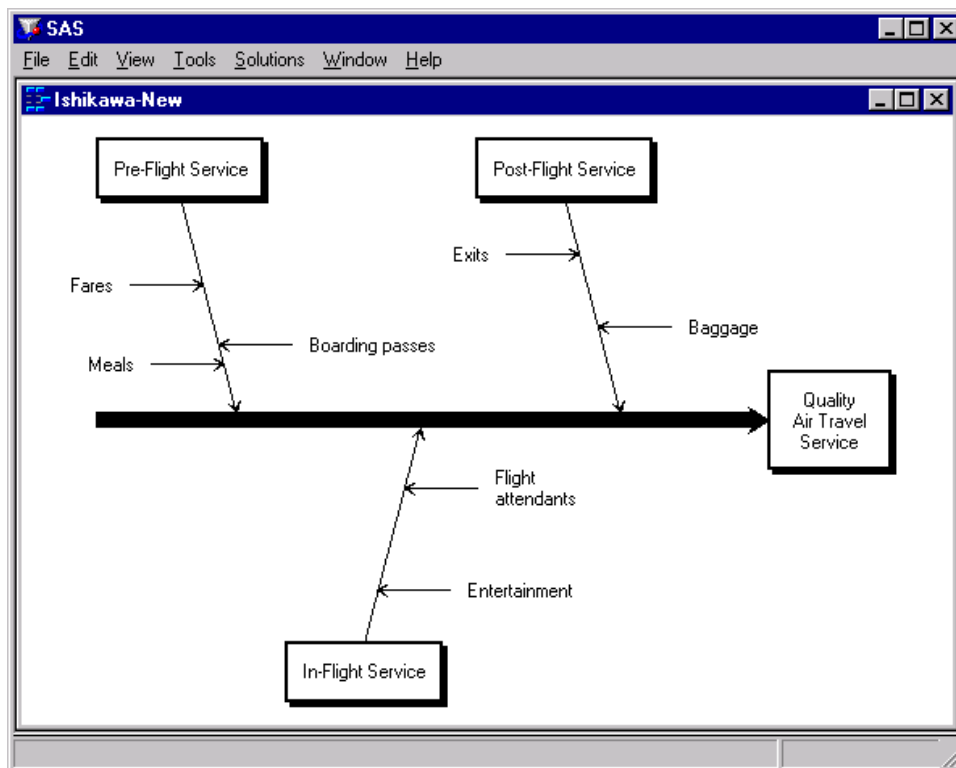 SAS
File Edit View Tools Solutions Window Help
Ishikawa-New
Pre-Flight Service
Post-Flight Service
Exits
Fares
Baggage
Boarding passes
Meals
Quality
Air Travel
Service
Flight
attendants
Entertainment
In-Flight Service